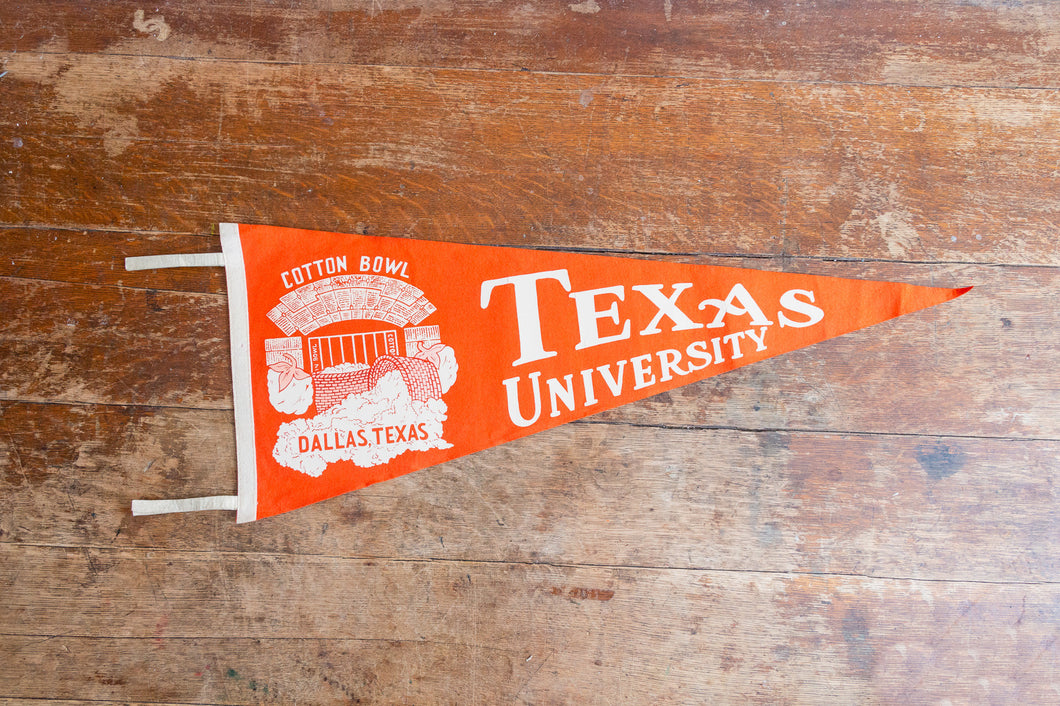 COTTON BOWL
DALLAS, TEXAS
TEXAS
UNIVERSITY